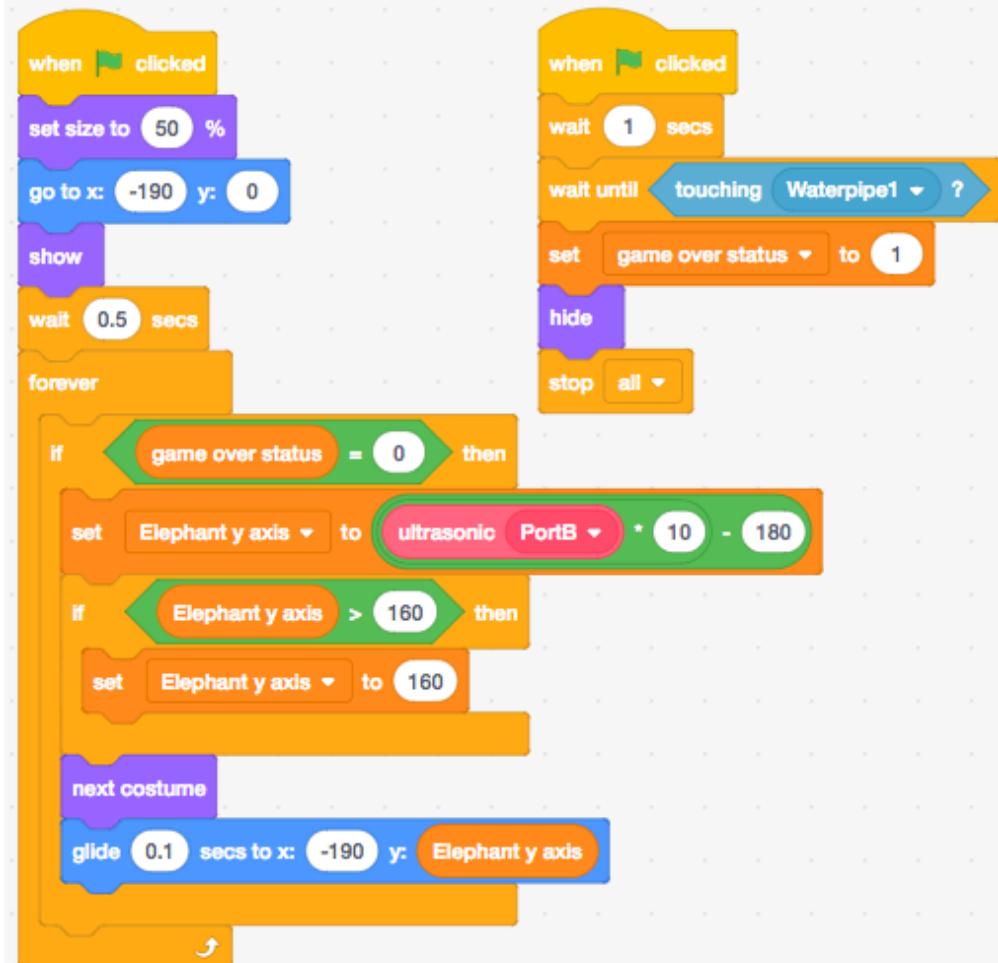 when clicked
set size to 50 %
go to x: -190 y: 0
show
wait 0.5 secs
forever
if game over status = 0 then
set Elephant y axis to ultrasonic PortB * 10 - 180
if Elephant y axis > 160 then
set Elephant y axis to 160
next costume
glide 0.1 secs to x: -190 y: Elephant y axis
when clicked
wait 1 secs
wait until touching Waterpipe1 ?
set game over status to 1
hide
stop all